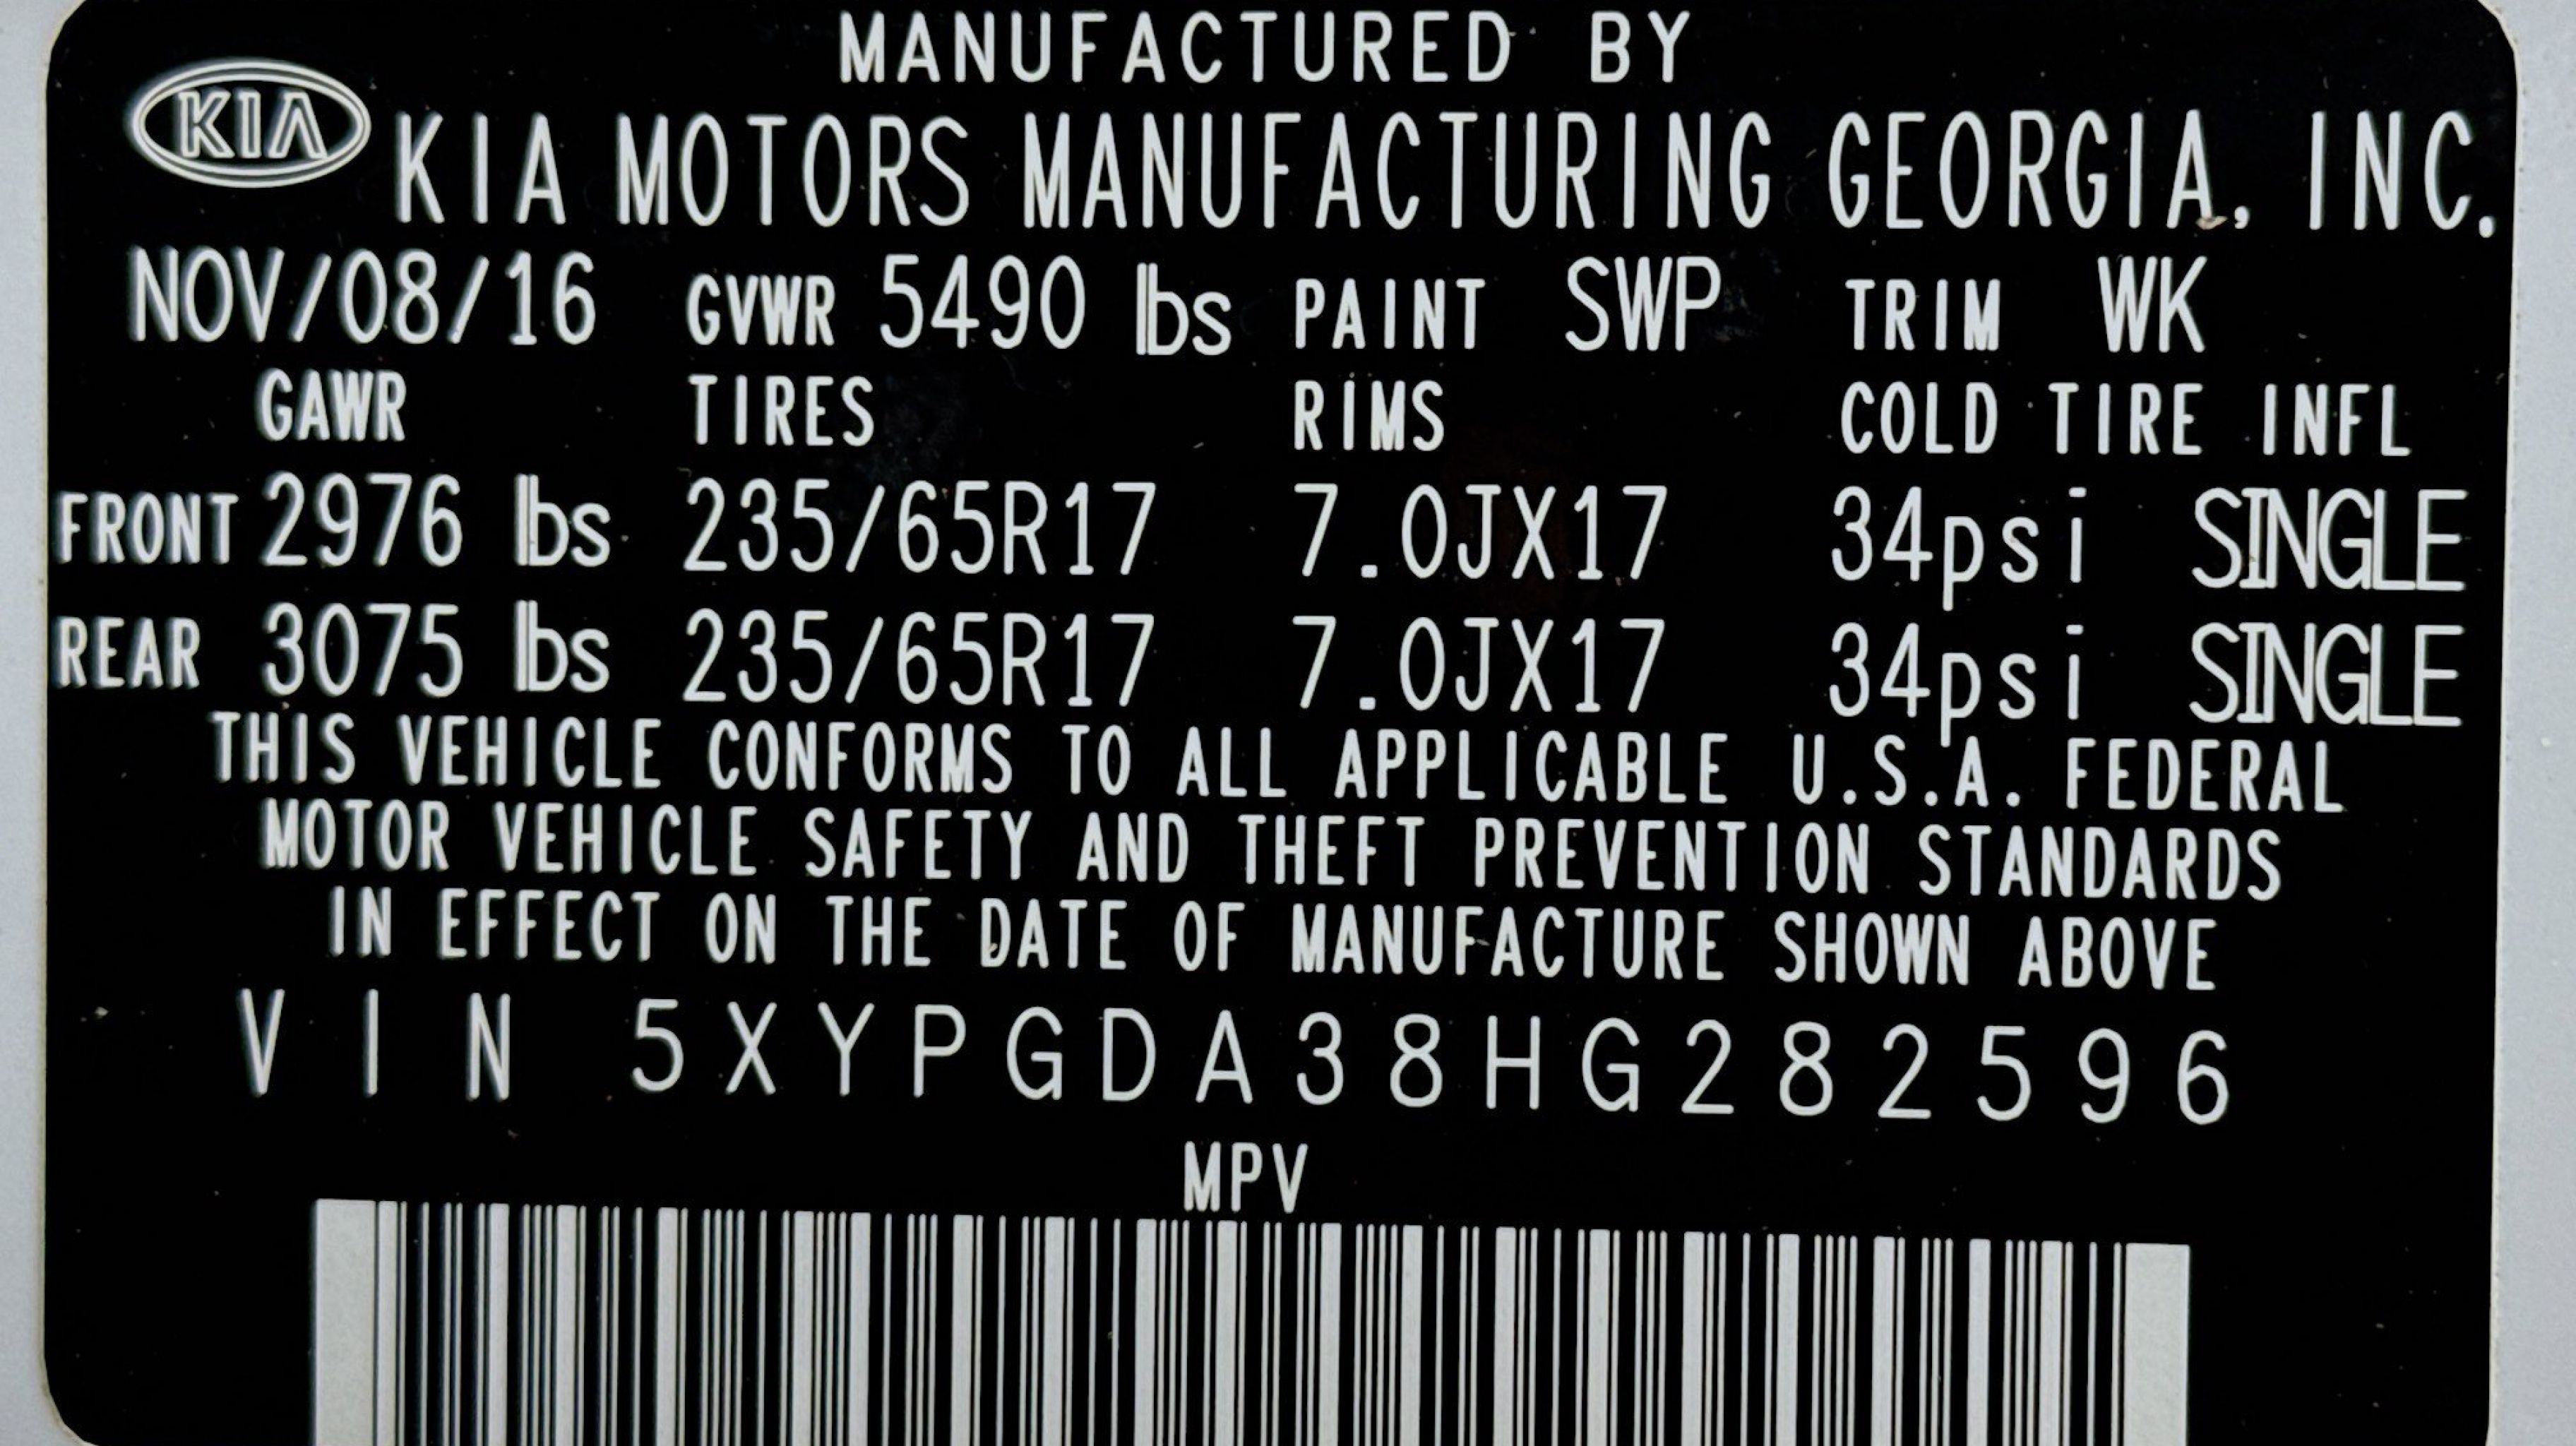 MANUFACTURED BY
KIA KIA MOTORS MANUFACTURING GEORGIA, INC.
NOV/08/16 GVWR 5490 lbs PAINT SWP TRIM WK
GAWR TIRES RIMS COLD TIRE INFL
FRONT 2976 lbs 235/65R17 7.0JX17 34psi SINGLE
REAR 3075 lbs 235/65R17 7.0JX17 34psi SINGLE
THIS VEHICLE CONFORMS TO ALL APPLICABLE U.S.A. FEDERAL
MOTOR VEHICLE SAFETY AND THEFT PREVENTION STANDARDS
IN EFFECT ON THE DATE OF MANUFACTURE SHOWN ABOVE
VIN 5XYPGDA38HG282596
MPV